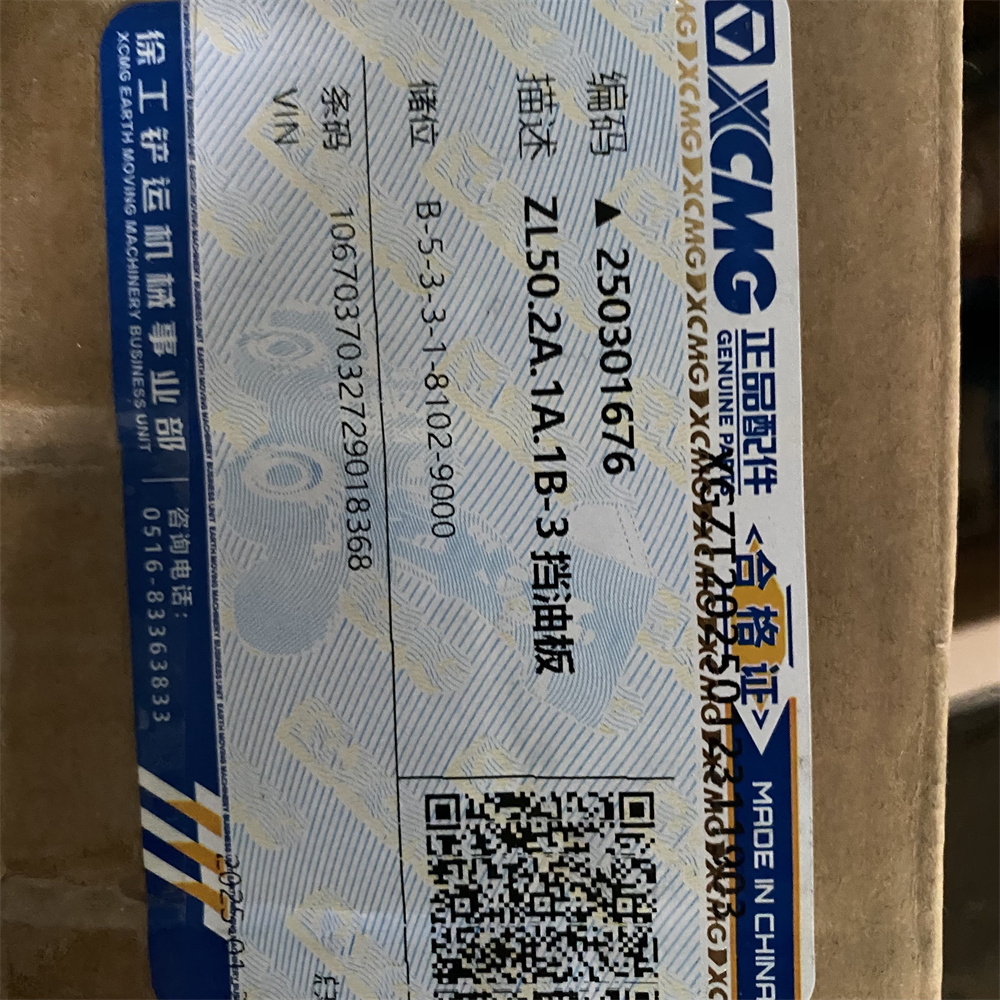 XCMG 正品配件 <合格证> MADE IN CHINA
GENUINE PARTS
XG7T2025012311903
编码 ▲ 250301676
描述 ZL50.2A.1A.1B-3 挡油板
储位 B-5-3-3-1-8102-9000
条码 1067037032729018368
VIN
徐工铲运机械事业部 咨询电话：
XCMG EARTH MOVING MACHINERY BUSINESS UNIT 0516-83363833